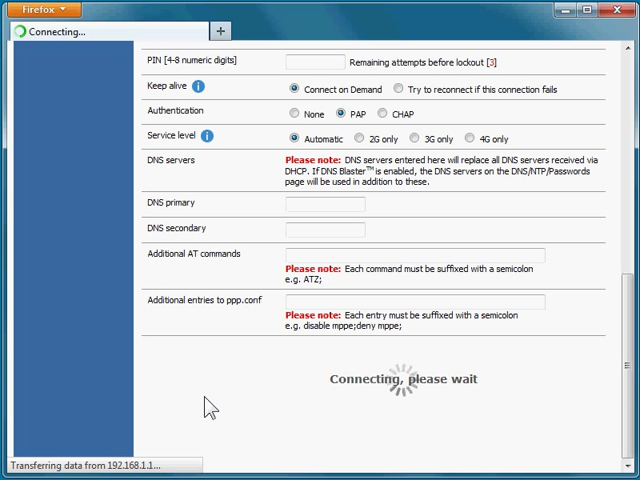 Firefox
Connecting...
PIN [4-8 numeric digits]
Remaining attempts before lockout [3]
Keep alive
Connect on Demand
Try to reconnect if this connection fails
Authentication
None
PAP
CHAP
Service level
Automatic
2G only
3G only
4G only
DNS servers
Please note: DNS servers entered here will replace all DNS servers received via
DHCP. If DNS Blaster™ is enabled, the DNS servers on the DNS/NTP/Passwords
page will be used in addition to these.
DNS primary
DNS secondary
Additional AT commands
Please note: Each command must be suffixed with a semicolon
e.g. ATZ;
Additional entries to ppp.conf
Please note: Each entry must be suffixed with a semicolon
e.g. disable mppe;deny mppe;
Connecting, please wait
Transferring data from 192.168.1.1...